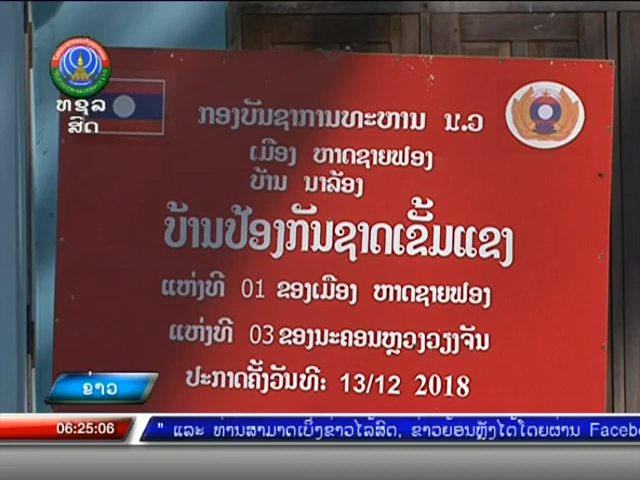 ທຊລ
ສົດ
ກອງບັນຊາການທະຫານ ນ.ວ
ເມືອງ ຫາດຊາຍຟອງ
ບ້ານ ນາລ້ອງ
ບ້ານປ້ອງກັນຊາດເຂັ້ມແຂງ
ແຫ່ງທີ 01 ຂອງເມືອງ ຫາດຊາຍຟອງ
ແຫ່ງທີ 03 ຂອງນະຄອນຫຼວງວຽງຈັນ
ປະກາດຄັ້ງວັນທີ: 13/12 2018
ຂ່າວ
06:25:06 " ແລະ ທ່ານສາມາດເບິ່ງຂ່າວໄລ້ສົດ, ຂ່າວຍ້ອນຫຼັງໄດ້ໂດຍຜ່ານ Facebo